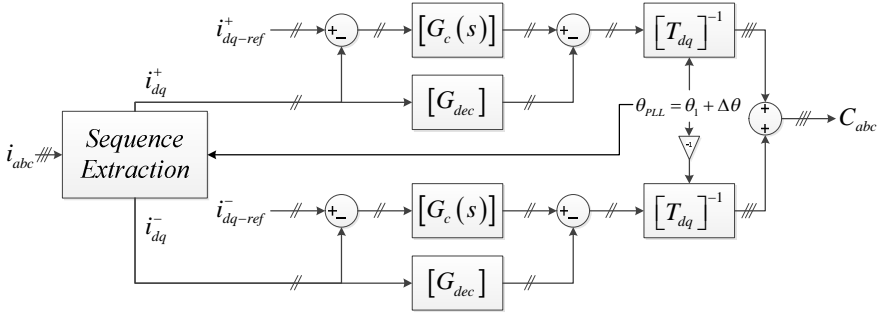 i⁺dq−ref
+
−
[Gc(s)]
+
−
[Tdq]⁻¹
i⁺dq
[Gdec]
θPLL = θ1 + Δθ
+
+
Cabc
iabc
Sequence
Extraction
-1
i⁻dq
i⁻dq−ref
+
−
[Gc(s)]
+
−
[Tdq]⁻¹
[Gdec]